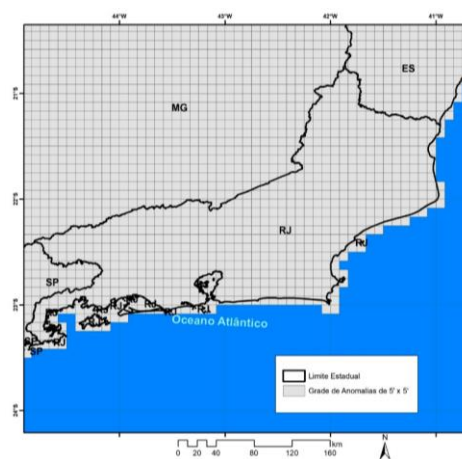 44°W 43°W 42°W 41°W
ES
21°S
MG
22°S
RJ
RJ
SP
23°S
RJ
RJ
RJ
SP
Oceano Atlântico
Limite Estadual
Grade de Anomalias de 5' x 5'
24°S
km
0 20 40 80 120 160
N